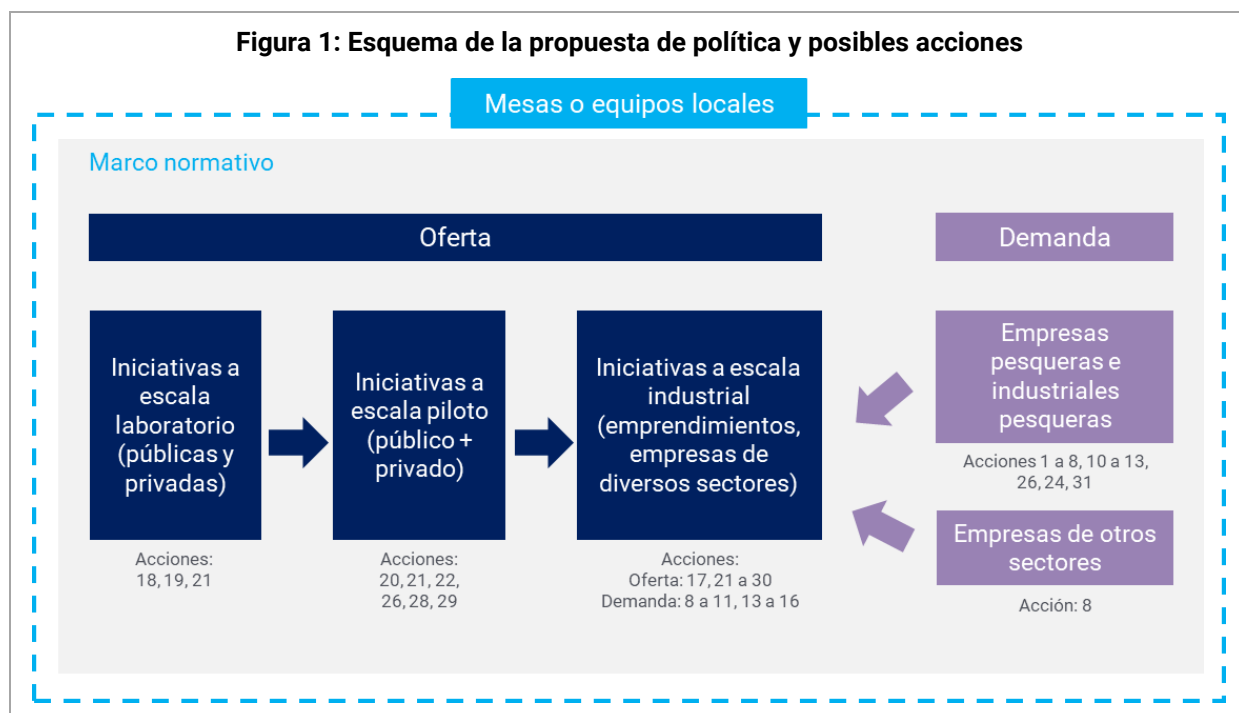 Figura 1: Esquema de la propuesta de política y posibles acciones
Mesas o equipos locales
Marco normativo
Oferta
Demanda
Iniciativas a
escala
laboratorio
(públicas y
privadas)
Acciones:
18, 19, 21
Iniciativas a
escala piloto
(público +
privado)
Acciones:
20, 21, 22,
26, 28, 29
Iniciativas a escala
industrial
(emprendimientos,
empresas de
diversos sectores)
Acciones:
Oferta: 17, 21 a 30
Demanda: 8 a 11, 13 a 16
Empresas
pesqueras e
industriales
pesqueras
Acciones 1 a 8, 10 a 13,
26, 24, 31
Empresas de otros
sectores
Acción: 8